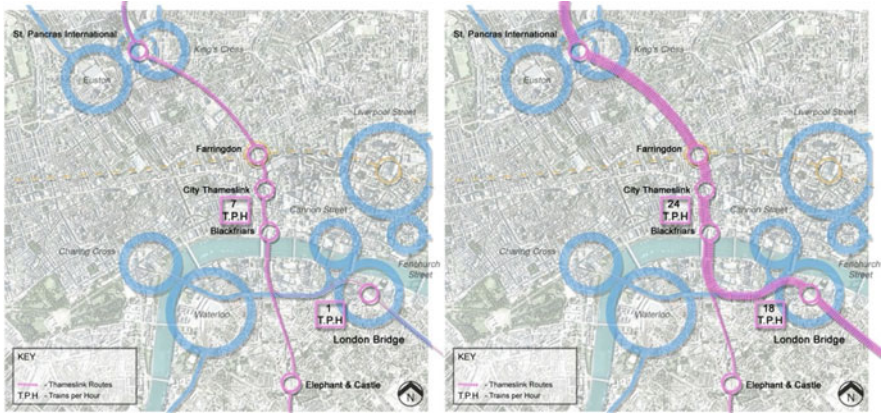 St. Pancras International
King's Cross
Euston
Liverpool Street
Farringdon
City Thameslink
7
T.P.H
Cannon Street
Blackfriars
Charing Cross
Fenchurch
Street
Waterloo
1
T.P.H
London Bridge
KEY
- Thameslink Routes
T.P.H - Trains per Hour
Elephant & Castle
N
St. Pancras International
King's Cross
Euston
Liverpool Street
Farringdon
City Thameslink
24
T.P.H
Cannon Street
Blackfriars
Charing Cross
Fenchurch
Street
Waterloo
18
T.P.H
London Bridge
KEY
- Thameslink Routes
T.P.H - Trains per Hour
Elephant & Castle
N